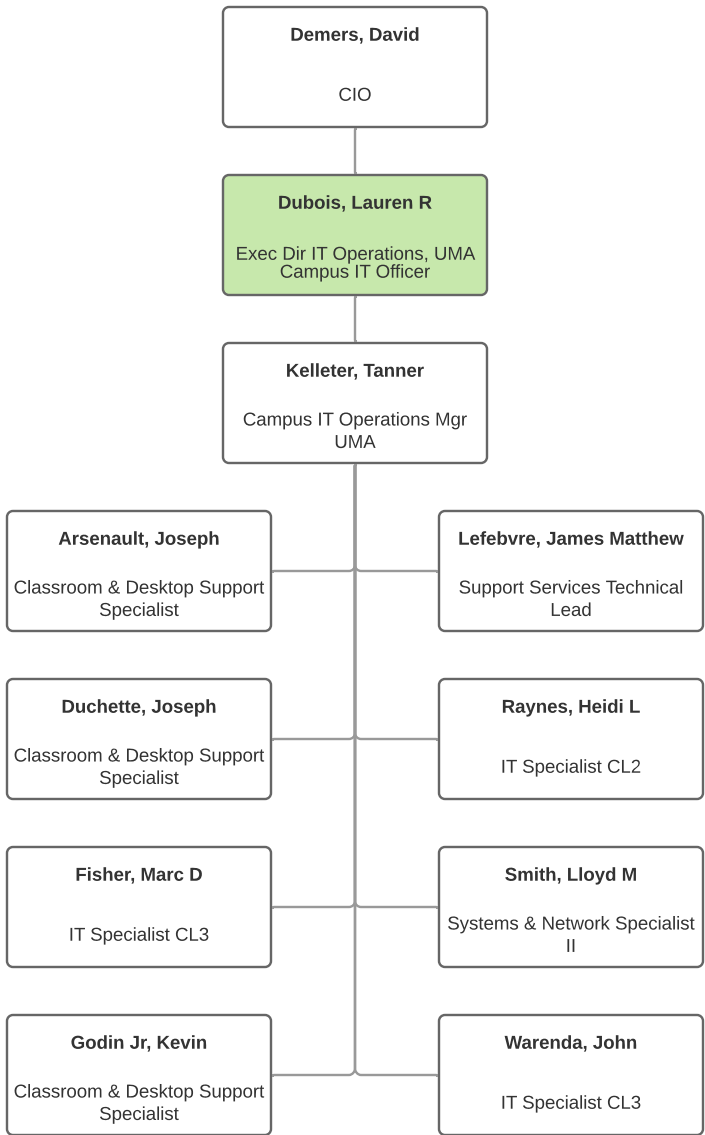 Demers, David
CIO
Dubois, Lauren R
Exec Dir IT Operations, UMA
Campus IT Officer
Kelleter, Tanner
Campus IT Operations Mgr
UMA
Arsenault, Joseph
Classroom & Desktop Support
Specialist
Lefebvre, James Matthew
Support Services Technical
Lead
Duchette, Joseph
Classroom & Desktop Support
Specialist
Raynes, Heidi L
IT Specialist CL2
Fisher, Marc D
IT Specialist CL3
Smith, Lloyd M
Systems & Network Specialist
II
Godin Jr, Kevin
Classroom & Desktop Support
Specialist
Warenda, John
IT Specialist CL3